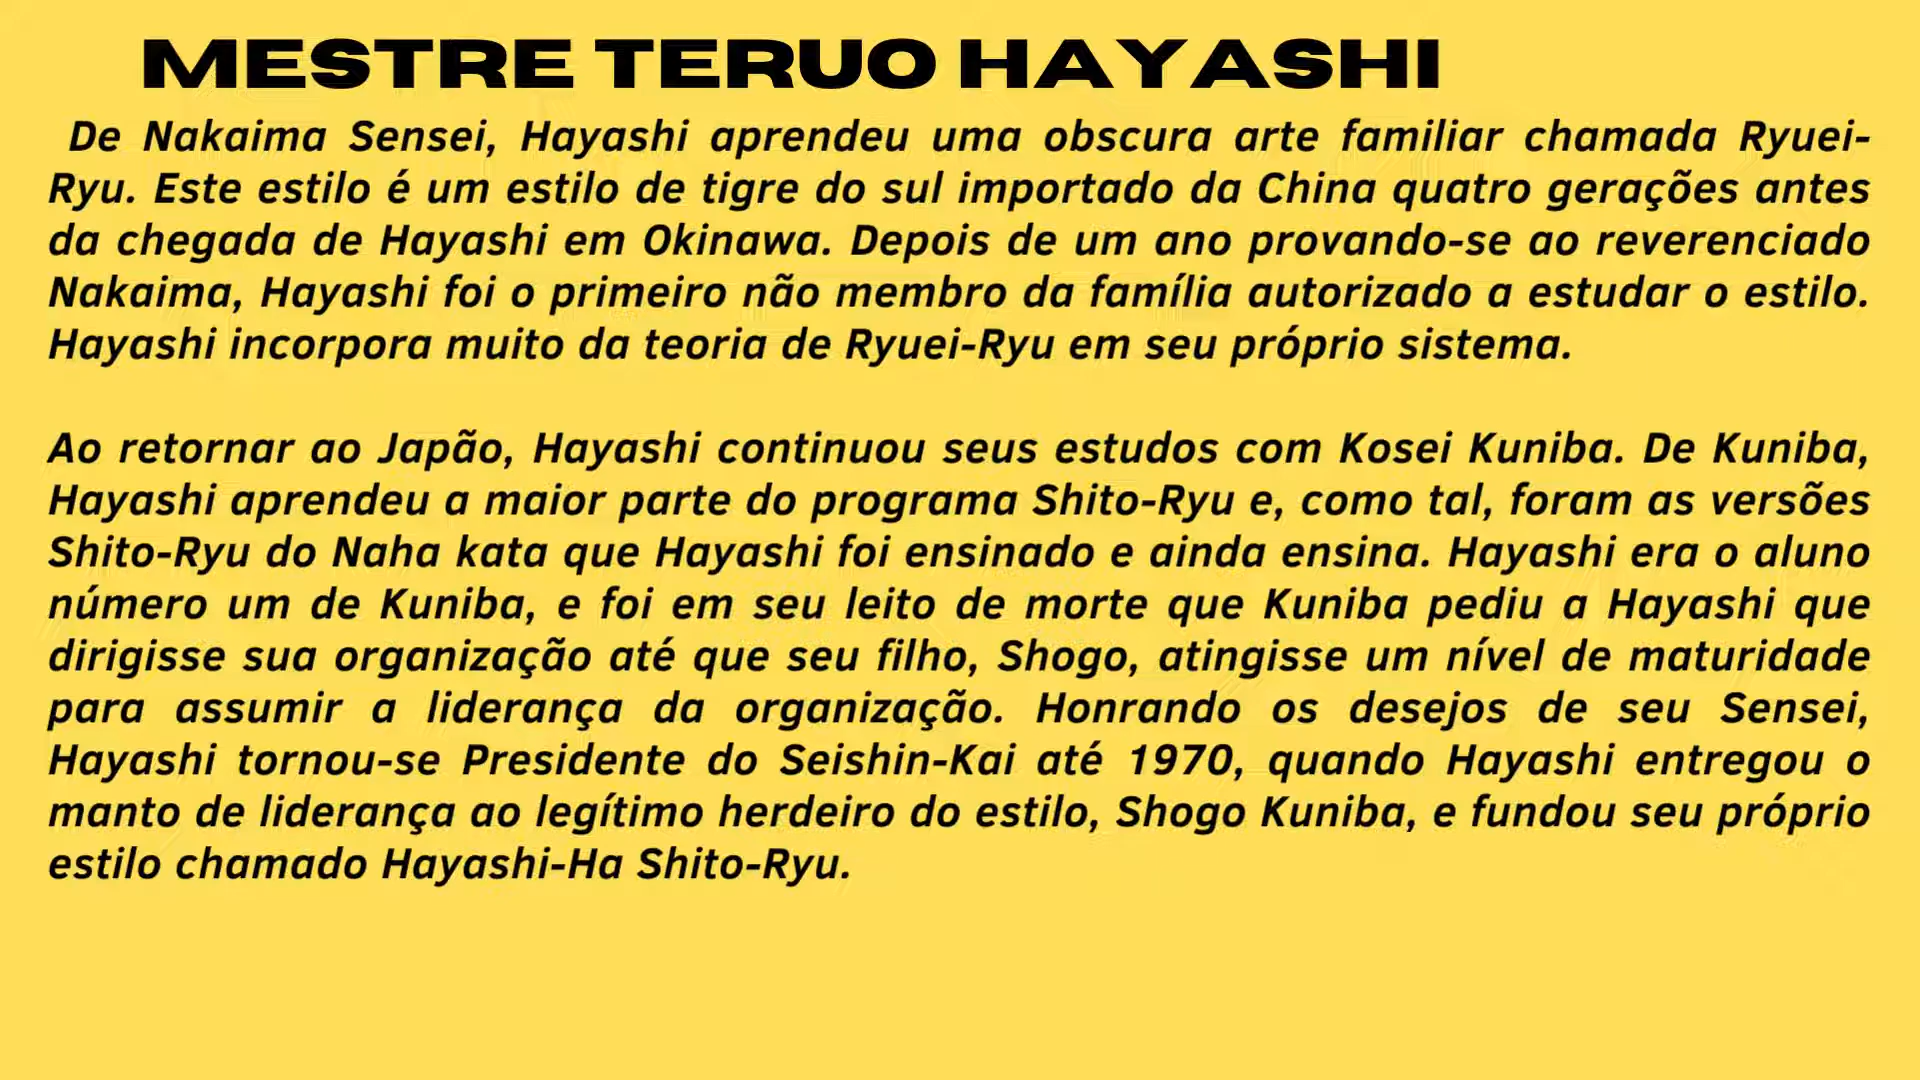 MESTRE TERUO HAYASHI
De Nakaima Sensei, Hayashi aprendeu uma obscura arte familiar chamada Ryuei-
Ryu. Este estilo é um estilo de tigre do sul importado da China quatro gerações antes
da chegada de Hayashi em Okinawa. Depois de um ano provando-se ao reverenciado
Nakaima, Hayashi foi o primeiro não membro da família autorizado a estudar o estilo.
Hayashi incorpora muito da teoria de Ryuei-Ryu em seu próprio sistema.
Ao retornar ao Japão, Hayashi continuou seus estudos com Kosei Kuniba. De Kuniba,
Hayashi aprendeu a maior parte do programa Shito-Ryu e, como tal, foram as versões
Shito-Ryu do Naha kata que Hayashi foi ensinado e ainda ensina. Hayashi era o aluno
número um de Kuniba, e foi em seu leito de morte que Kuniba pediu a Hayashi que
dirigisse sua organização até que seu filho, Shogo, atingisse um nível de maturidade
para assumir a liderança da organização. Honrando os desejos de seu Sensei,
Hayashi tornou-se Presidente do Seishin-Kai até 1970, quando Hayashi entregou o
manto de liderança ao legítimo herdeiro do estilo, Shogo Kuniba, e fundou seu próprio
estilo chamado Hayashi-Ha Shito-Ryu.